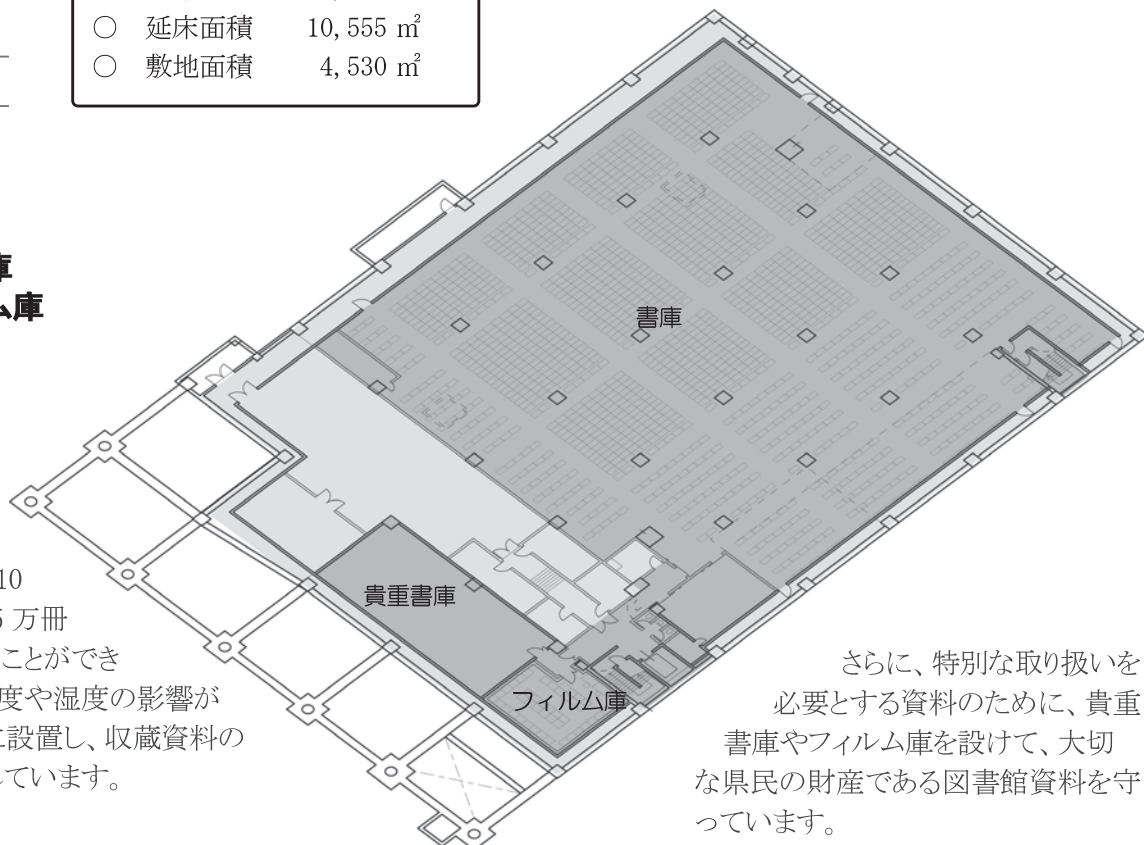 ○ 延床面積 10,555 ㎡
○ 敷地面積 4,530 ㎡
庫
ム庫
書庫
貴重書庫
フィルム庫
10
万冊
ことができ
度や湿度の影響が
に設置し、収蔵資料の
ています。
さらに、特別な取り扱いを
必要とする資料のために、貴重
書庫やフィルム庫を設けて、大切
な県民の財産である図書館資料を守
っています。